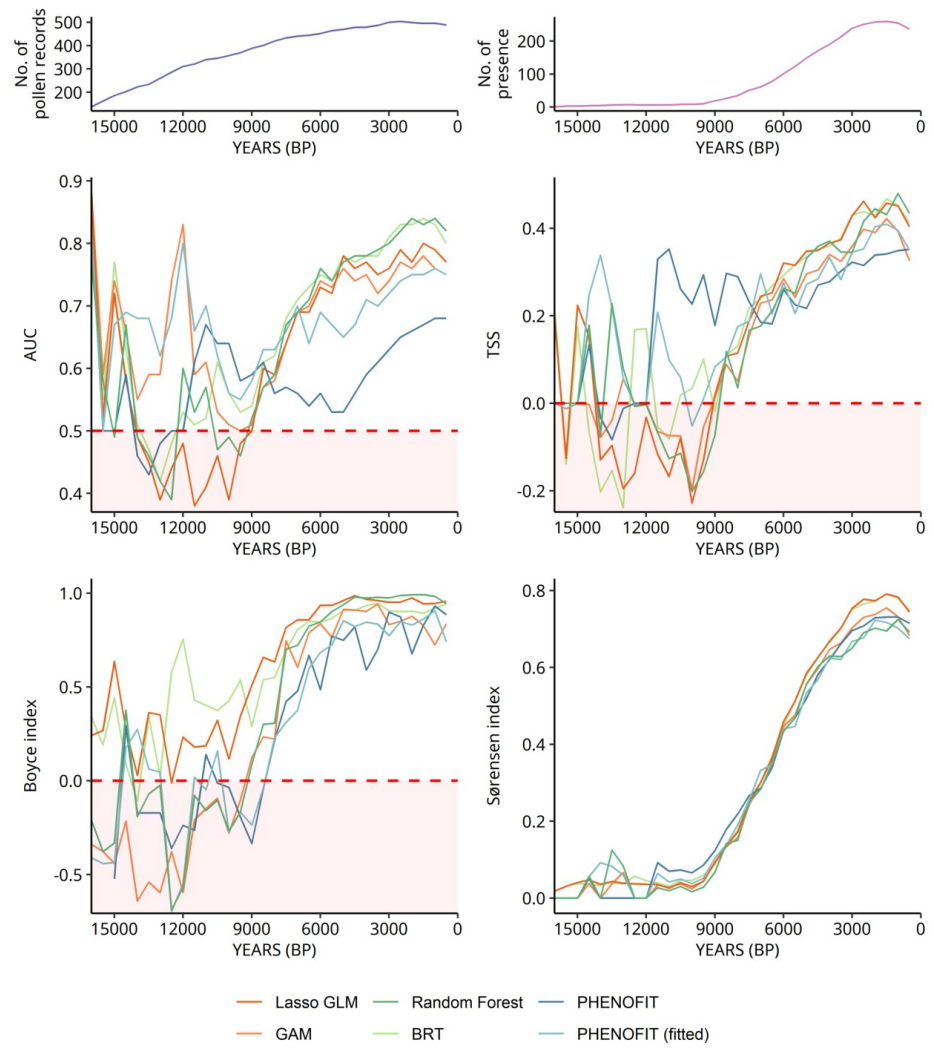 No. of
pollen records
500
400
300
200
15000 12000 9000 6000 3000 0
YEARS (BP)
No. of
presence
200
100
0
15000 12000 9000 6000 3000 0
YEARS (BP)
AUC
0.9
0.8
0.7
0.6
0.5
0.4
15000 12000 9000 6000 3000 0
YEARS (BP)
TSS
0.4
0.2
0.0
-0.2
15000 12000 9000 6000 3000 0
YEARS (BP)
Boyce index
1.0
0.5
0.0
-0.5
15000 12000 9000 6000 3000 0
YEARS (BP)
Sørensen index
0.8
0.6
0.4
0.2
0.0
15000 12000 9000 6000 3000 0
YEARS (BP)
Lasso GLM Random Forest PHENOFIT
GAM BRT PHENOFIT (fitted)